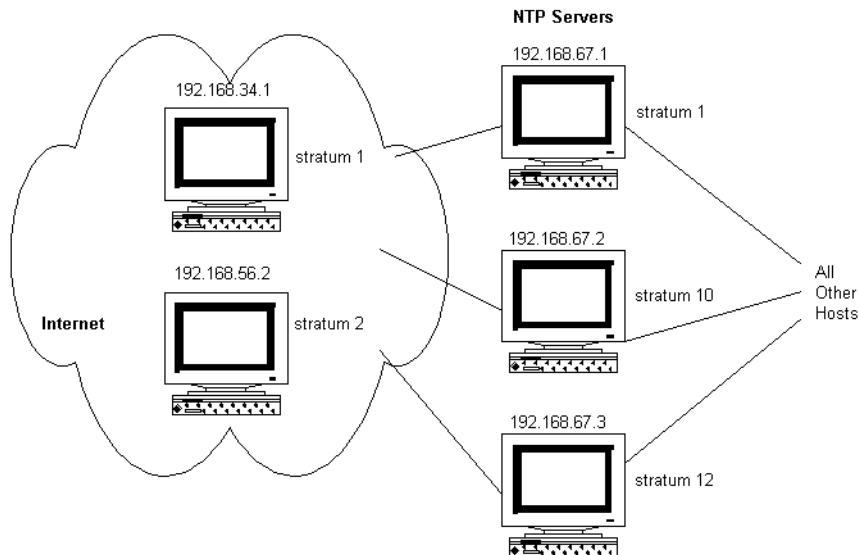 NTP Servers
192.168.34.1
stratum 1
192.168.56.2
stratum 2
Internet
192.168.67.1
stratum 1
192.168.67.2
stratum 10
192.168.67.3
stratum 12
All
Other
Hosts